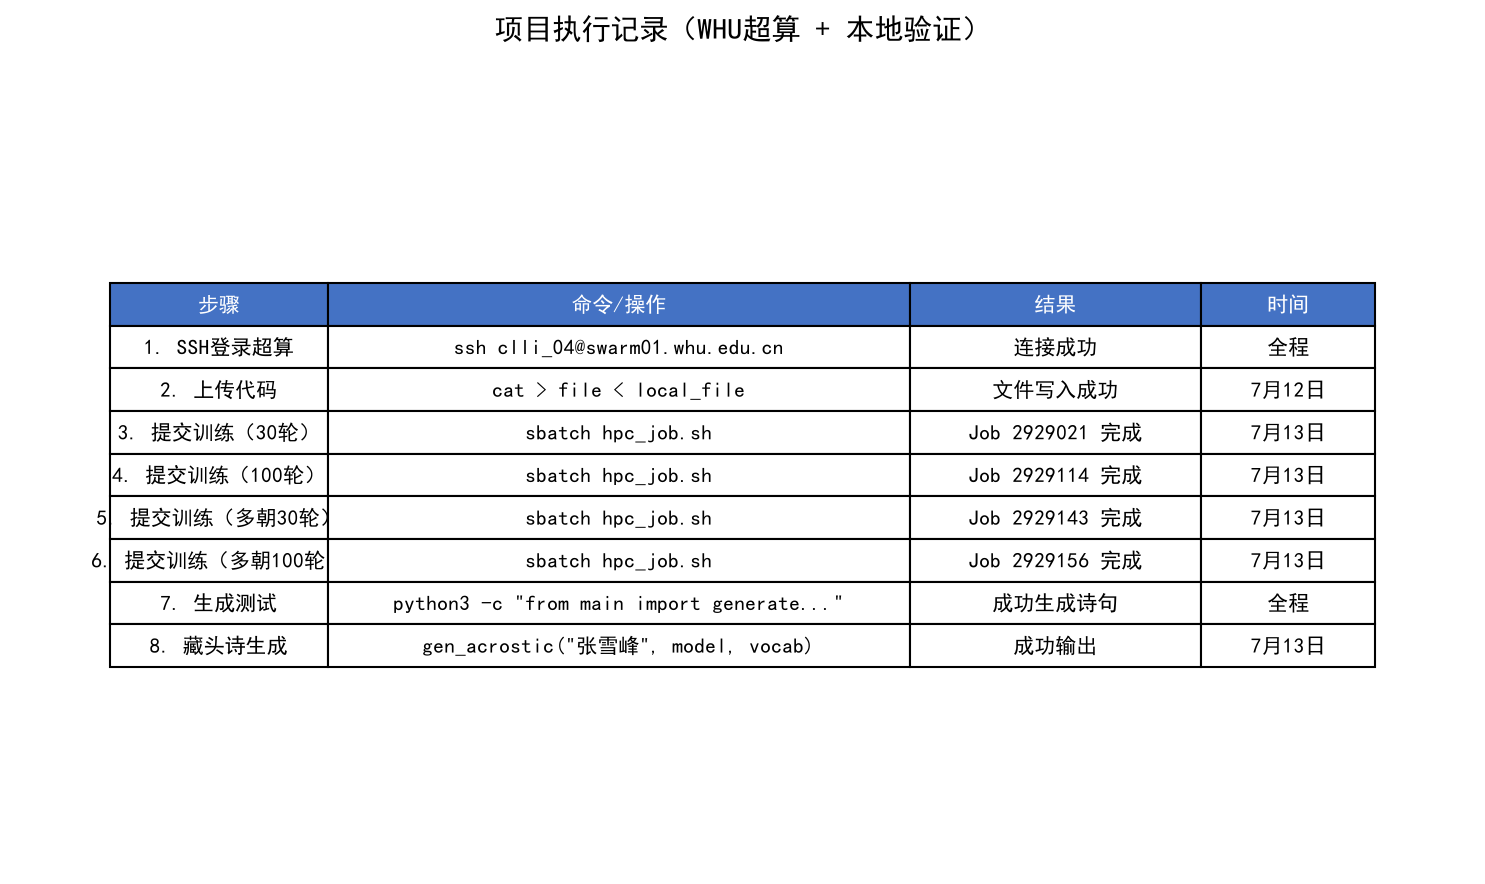 项目执行记录（WHU超算 + 本地验证）
步骤 命令/操作 结果 时间
1. SSH登录超算 ssh clli_04@swarm01.whu.edu.cn 连接成功 全程
2. 上传代码 cat > file < local_file 文件写入成功 7月12日
3. 提交训练（30轮） sbatch hpc_job.sh Job 2929021 完成 7月13日
4. 提交训练（100轮） sbatch hpc_job.sh Job 2929114 完成 7月13日
5. 提交训练（多朝30轮） sbatch hpc_job.sh Job 2929143 完成 7月13日
6. 提交训练（多朝100轮 sbatch hpc_job.sh Job 2929156 完成 7月13日
7. 生成测试 python3 -c "from main import generate..." 成功生成诗句 全程
8. 藏头诗生成 gen_acrostic("张雪峰", model, vocab) 成功输出 7月13日